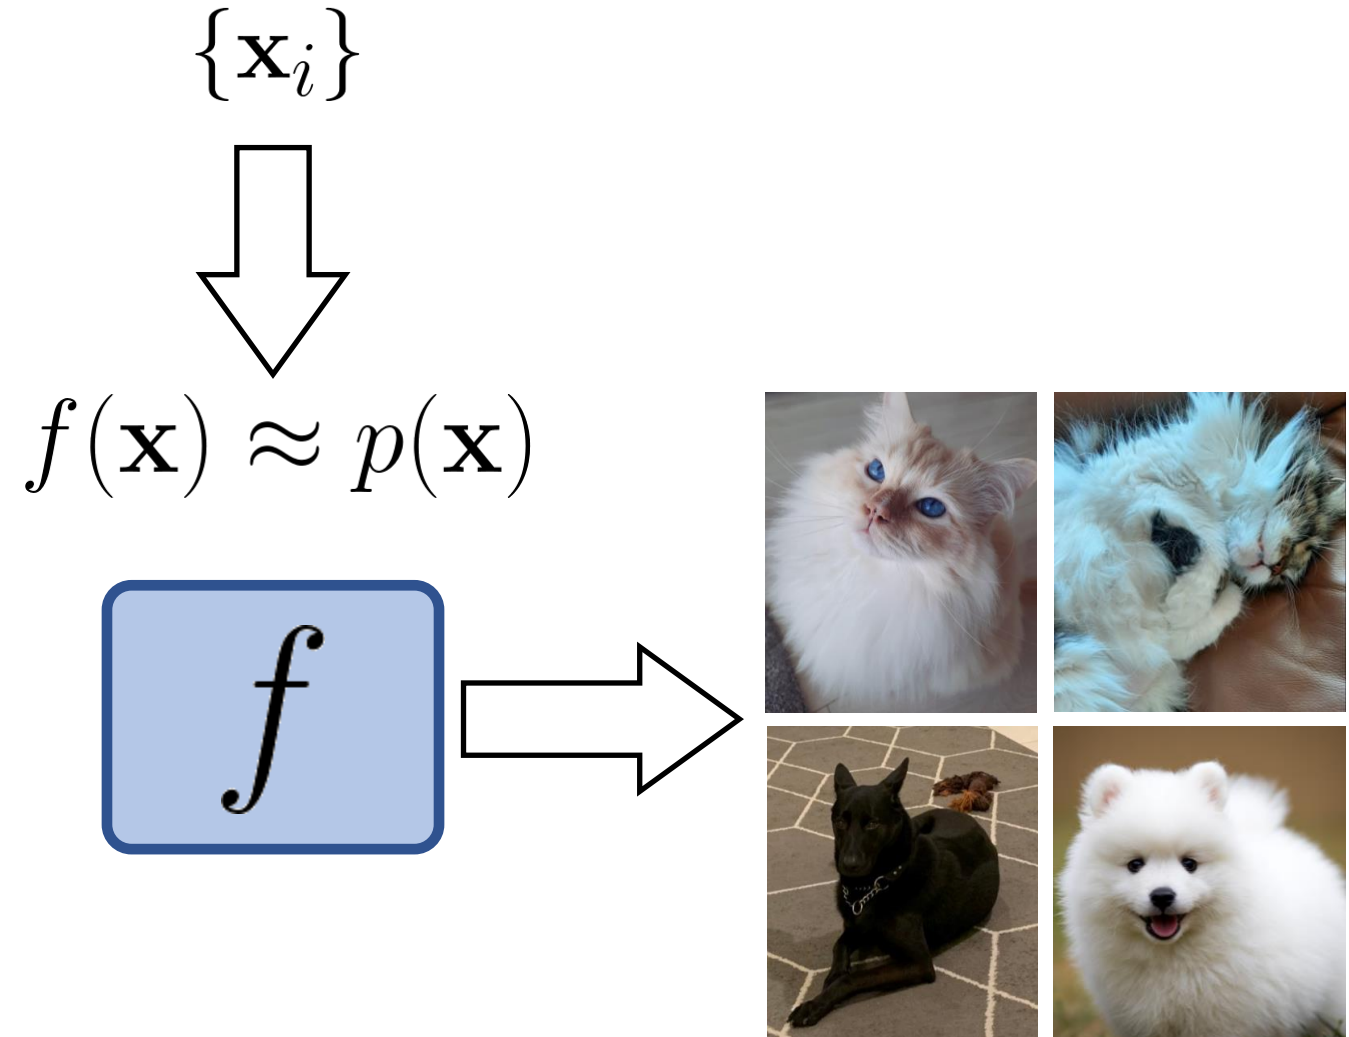 {𝐱ᵢ}
f(𝐱) ≈ p(𝐱)
f